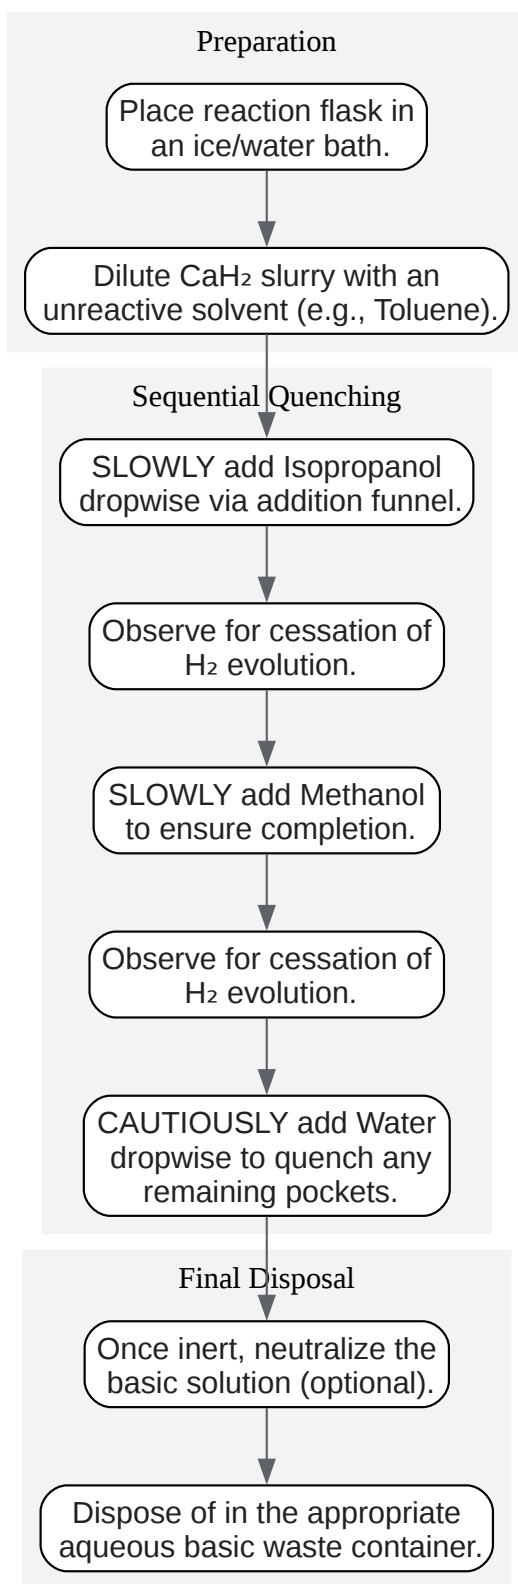 Preparation
Place reaction flask in
an ice/water bath.
Dilute CaH₂ slurry with an
unreactive solvent (e.g., Toluene).
Sequential Quenching
SLOWLY add Isopropanol
dropwise via addition funnel.
Observe for cessation of
H₂ evolution.
SLOWLY add Methanol
to ensure completion.
Observe for cessation of
H₂ evolution.
CAUTIOUSLY add Water
dropwise to quench any
remaining pockets.
Final Disposal
Once inert, neutralize the
basic solution (optional).
Dispose of in the appropriate
aqueous basic waste container.